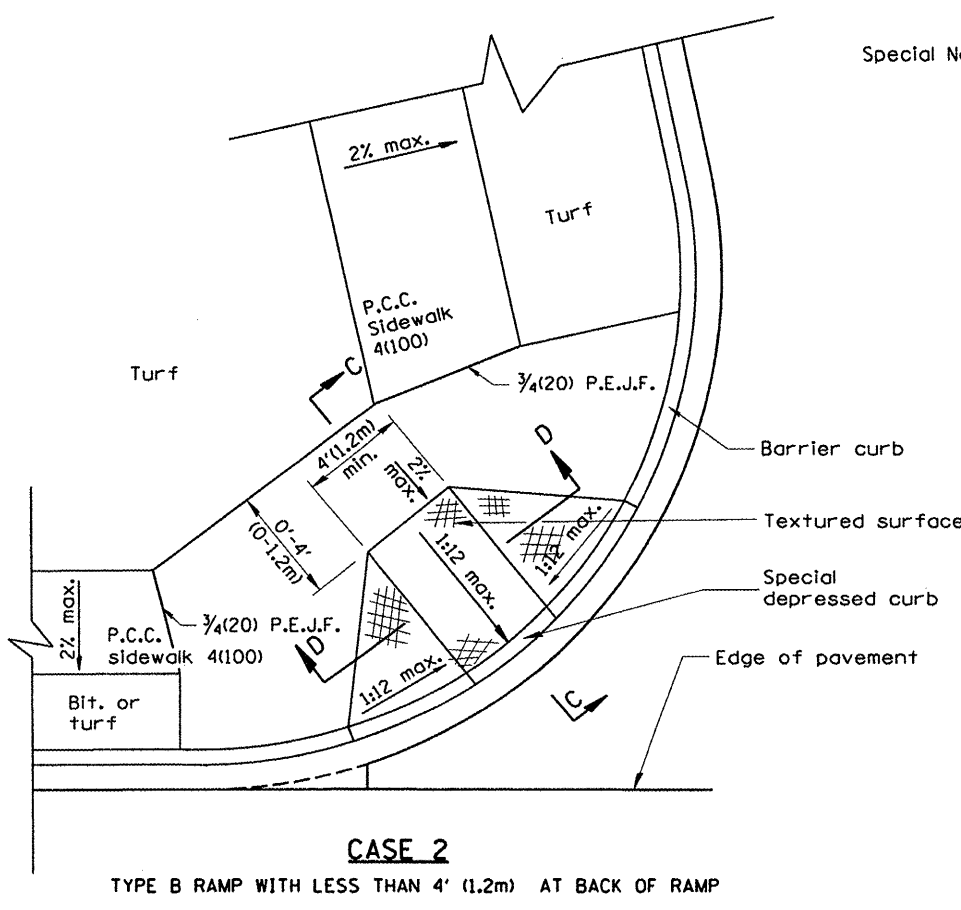 Special No
2% max.
Turf
P.C.C.
Sidewalk
4(100)
Turf
C
3/4(20) P.E.J.F.
4'(1.2m)
min.
2%
max.
D
Barrier curb
0'-4'
(0-1.2m)
Textured surface
1:12 max.
1:12 max.
Special
depressed curb
2% max.
3/4(20) P.E.J.F.
P.C.C.
sidewalk 4(100)
D
1:12 max.
Edge of pavement
Bit. or
turf
C
CASE 2
TYPE B RAMP WITH LESS THAN 4' (1.2m) AT BACK OF RAMP